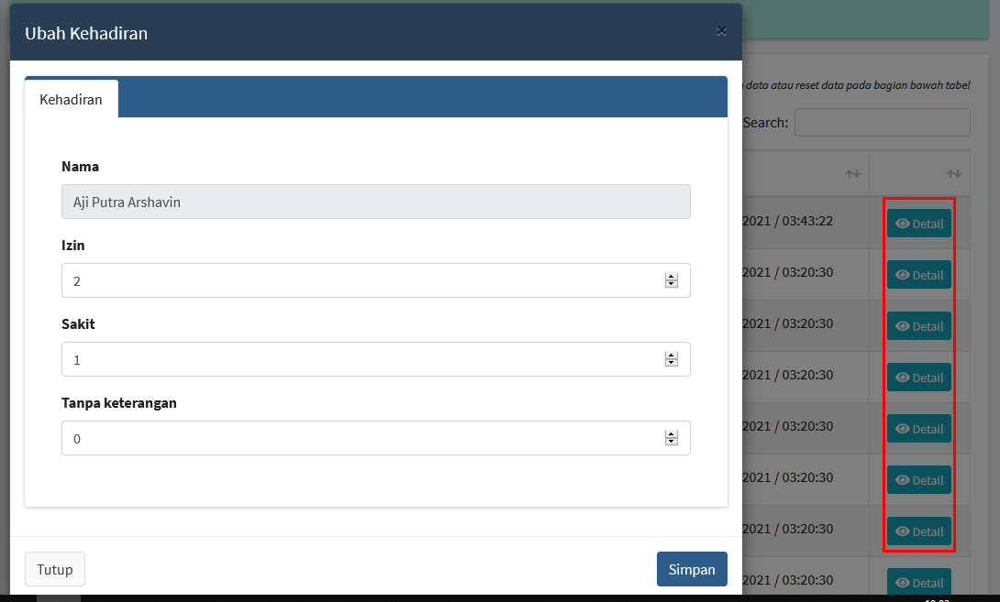 Ubah Kehadiran
×
data atau reset data pada bagian bawah tabel
Kehadiran
Search:
Nama
Aji Putra Arshavin
Izin
2
Sakit
1
Tanpa keterangan
0
Tutup
Simpan
2021 / 03:43:22 Detail
2021 / 03:20:30 Detail
2021 / 03:20:30 Detail
2021 / 03:20:30 Detail
2021 / 03:20:30 Detail
2021 / 03:20:30 Detail
2021 / 03:20:30 Detail
2021 / 03:20:30 Detail